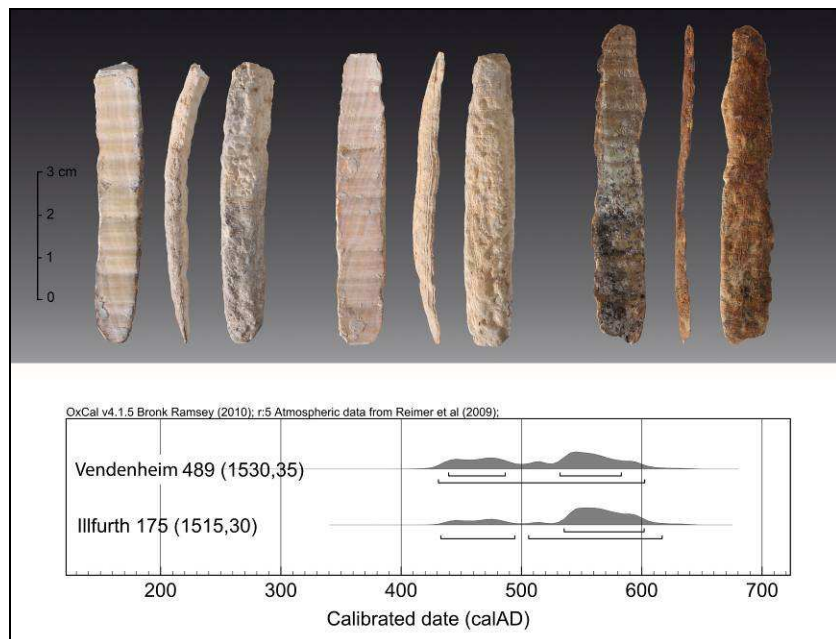 3 cm
2
1
0
OxCal v4.1.5 Bronk Ramsey (2010); r:5 Atmospheric data from Reimer et al (2009);
Vendenheim 489 (1530,35)
Illfurth 175 (1515,30)
200 300 400 500 600 700
Calibrated date (calAD)